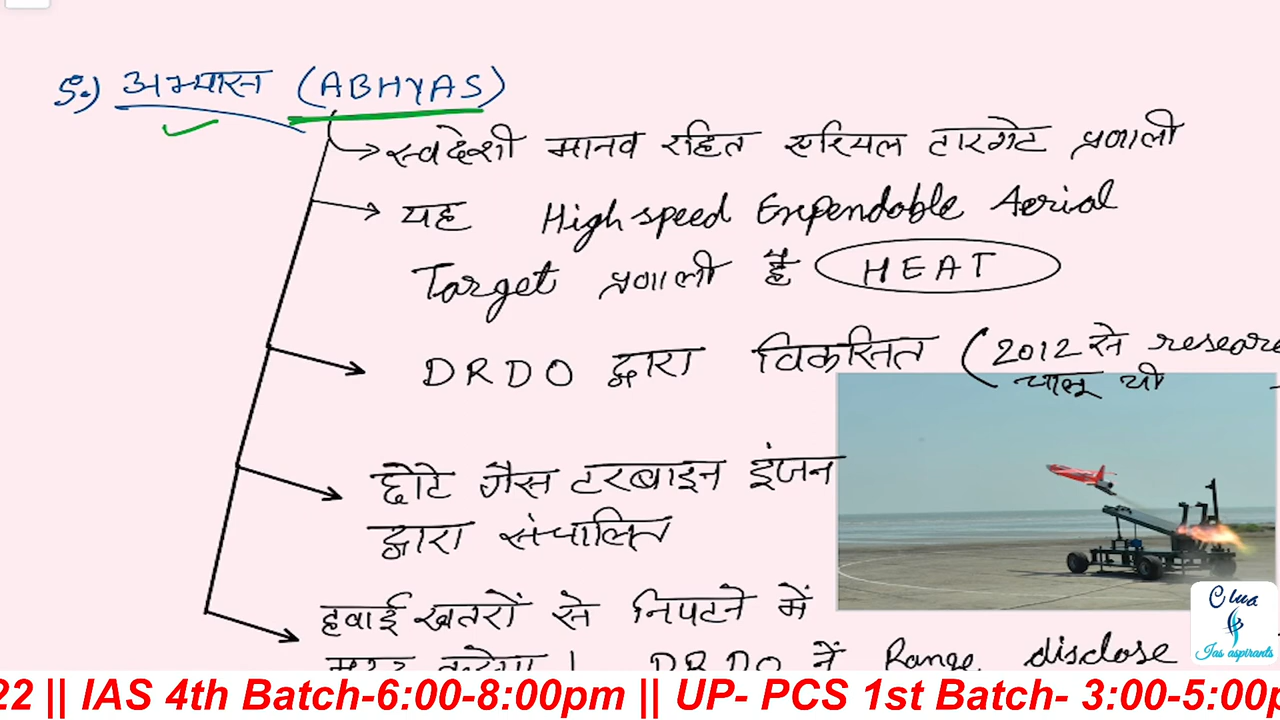 5.) अभ्यास (ABHYAS)
→ स्वदेशी मानव रहित एरियल टारगेट प्रणाली
→ यह High speed Expendable Aerial
Target प्रणाली है HEAT
→ DRDO द्वारा विकसित (2012 से
चालू थी
→ छोटे गैस टरबाइन इंजन
द्वारा संचालित
→ हवाई खतरों से निपटने में
DRDO ने Range disclose
Ias aspirants
22 || IAS 4th Batch-6:00-8:00pm || UP- PCS 1st Batch- 3:00-5:00p